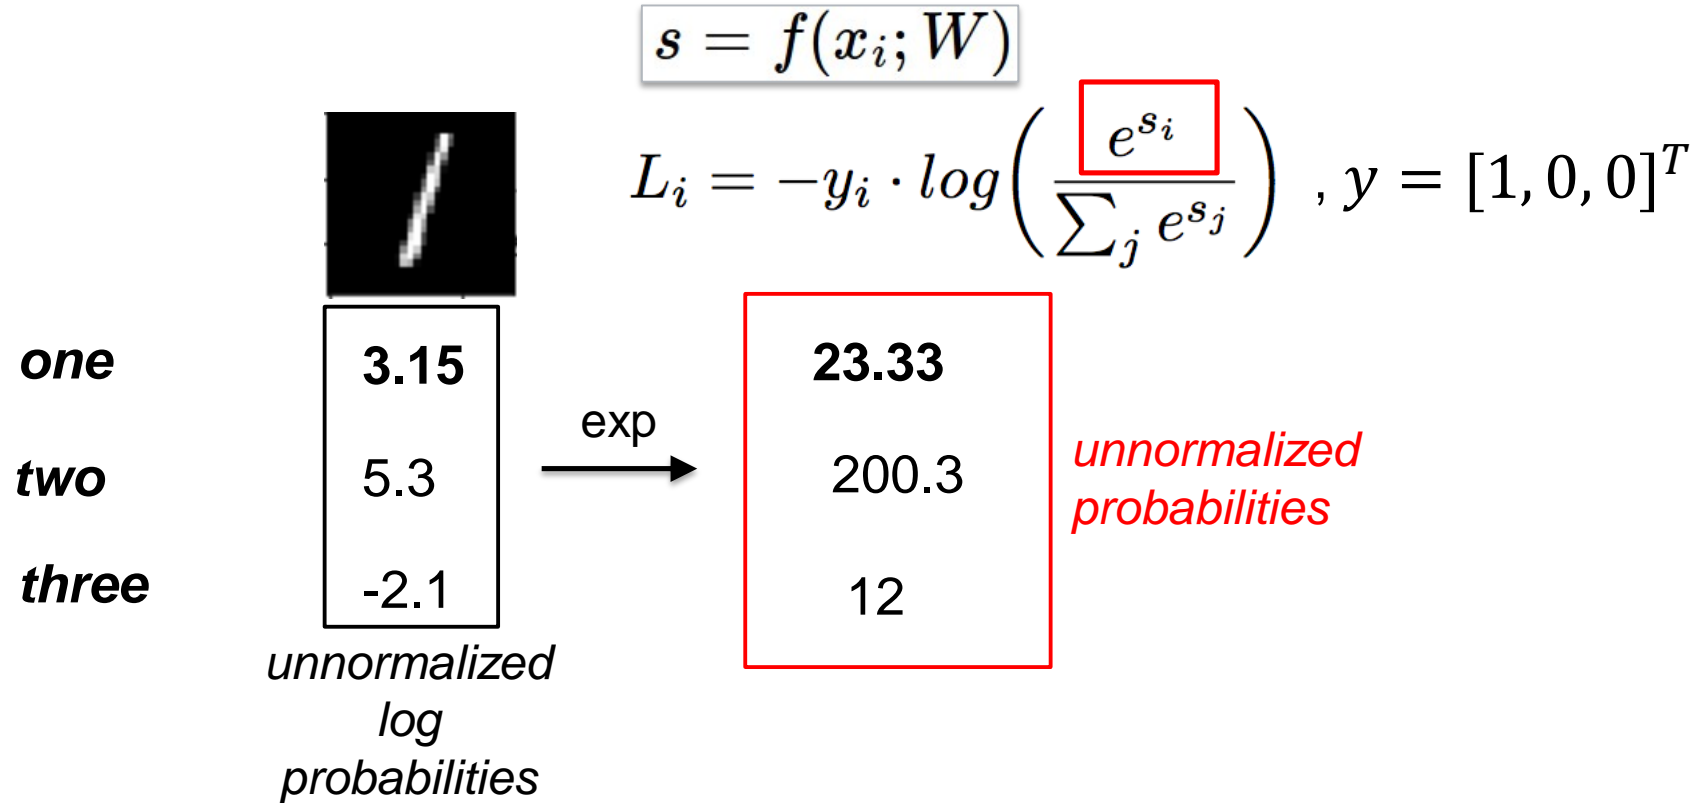 s = f(x_i; W)
L_i = -y_i · log( e^{s_i} / ∑_j e^{s_j} ) , y = [1, 0, 0]^T
one 3.15 23.33
exp
two 5.3 200.3
unnormalized
probabilities
three -2.1 12
unnormalized
log
probabilities